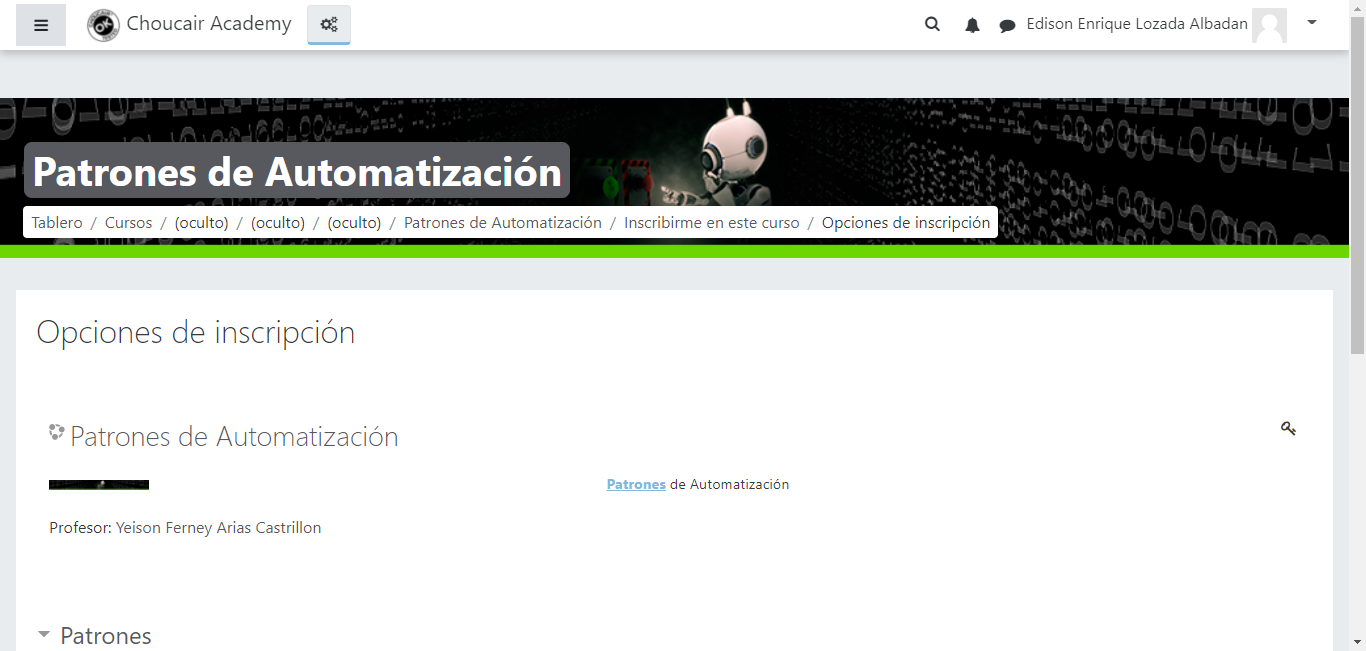 Choucair Academy
Edison Enrique Lozada Albadan
Patrones de Automatización
Tablero / Cursos / (oculto) / (oculto) / (oculto) / Patrones de Automatización / Inscribirme en este curso / Opciones de inscripción
Opciones de inscripción
Patrones de Automatización
Patrones de Automatización
Profesor: Yeison Ferney Arias Castrillon
Patrones